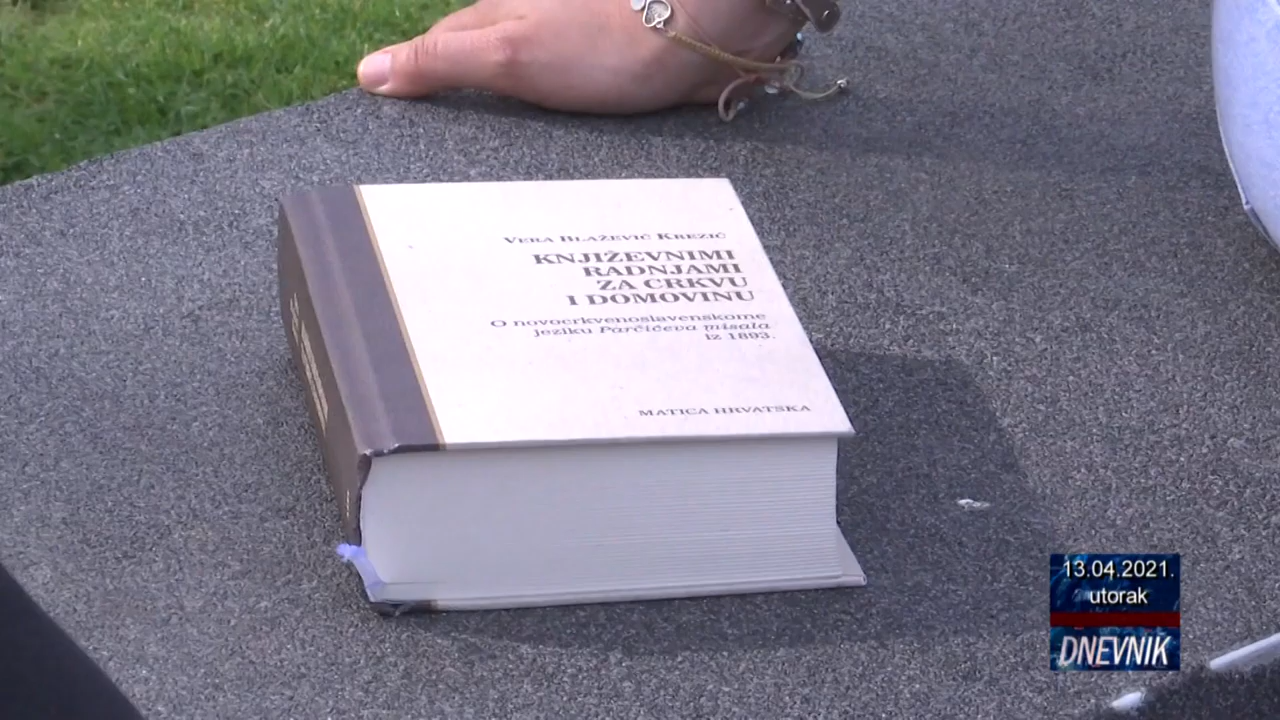 VERA BLAŽEVIĆ KREZIĆ
KNJIŽEVNIMI
RADNJAMI
ZA CRKVU
I DOMOVINU
O novocrkvenoslavenskome
jeziku Parčićeva misala
iz 1893.
MATICA HRVATSKA
13.04.2021.
utorak
DNEVNIK